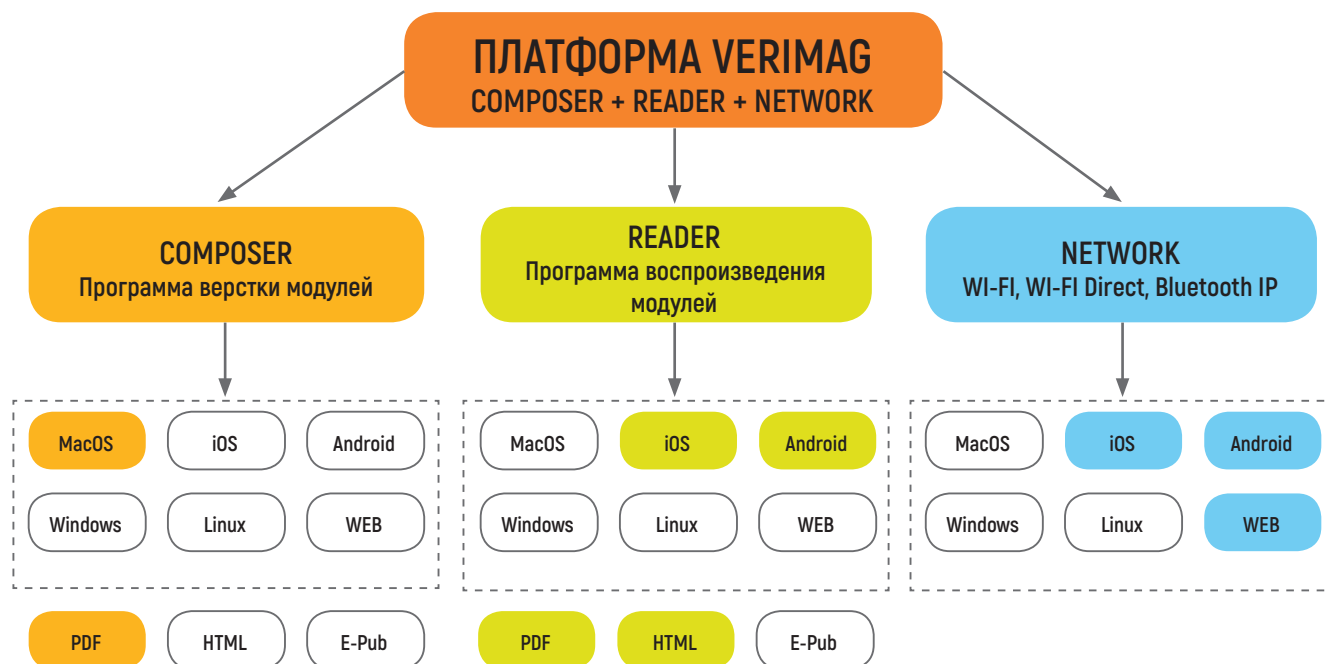 ПЛАТФОРМА VERIMAG
COMPOSER + READER + NETWORK
COMPOSER
Программа верстки модулей
READER
Программа воспроизведения
модулей
NETWORK
WI-FI, WI-FI Direct, Bluetooth IP
MacOS
iOS
Android
Windows
Linux
WEB
PDF
HTML
E-Pub
MacOS
iOS
Android
Windows
Linux
WEB
PDF
HTML
E-Pub
MacOS
iOS
Android
Windows
Linux
WEB